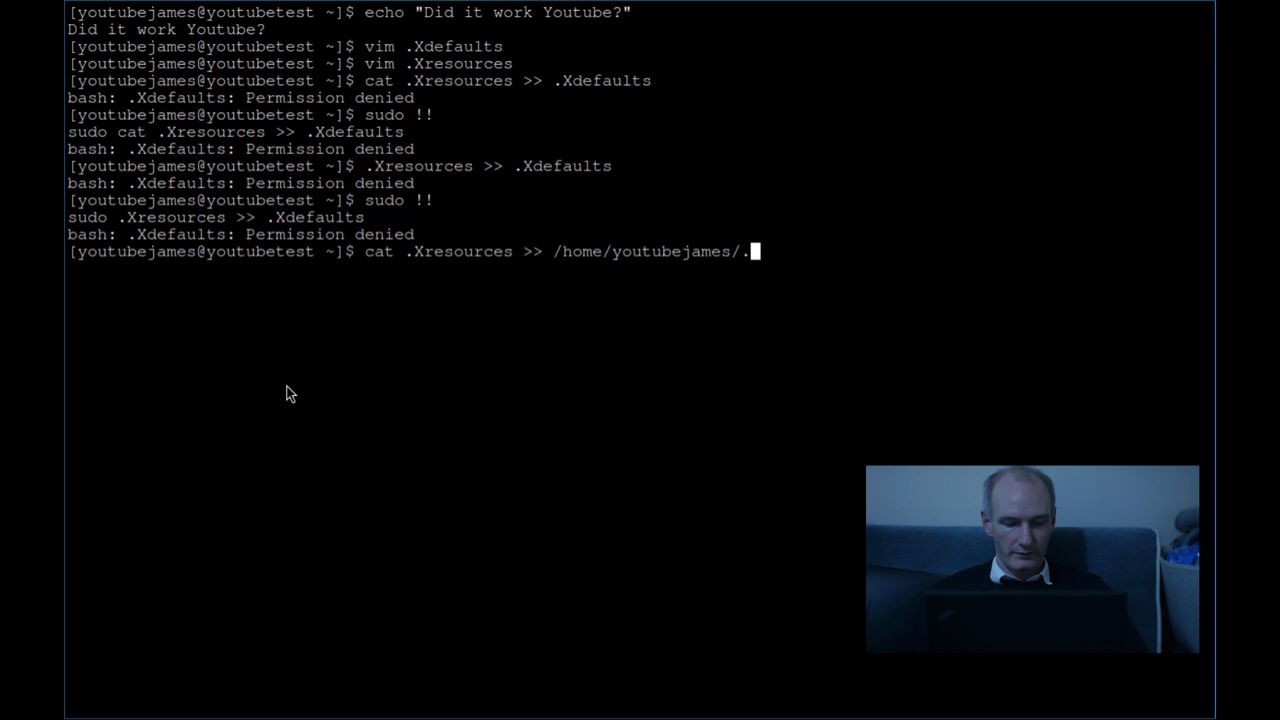 [youtubejames@youtubetest ~]$ echo "Did it work Youtube?"
Did it work Youtube?
[youtubejames@youtubetest ~]$ vim .Xdefaults
[youtubejames@youtubetest ~]$ vim .Xresources
[youtubejames@youtubetest ~]$ cat .Xresources >> .Xdefaults
bash: .Xdefaults: Permission denied
[youtubejames@youtubetest ~]$ sudo !!
sudo cat .Xresources >> .Xdefaults
bash: .Xdefaults: Permission denied
[youtubejames@youtubetest ~]$ .Xresources >> .Xdefaults
bash: .Xdefaults: Permission denied
[youtubejames@youtubetest ~]$ sudo !!
sudo .Xresources >> .Xdefaults
bash: .Xdefaults: Permission denied
[youtubejames@youtubetest ~]$ cat .Xresources >> /home/youtubejames/.